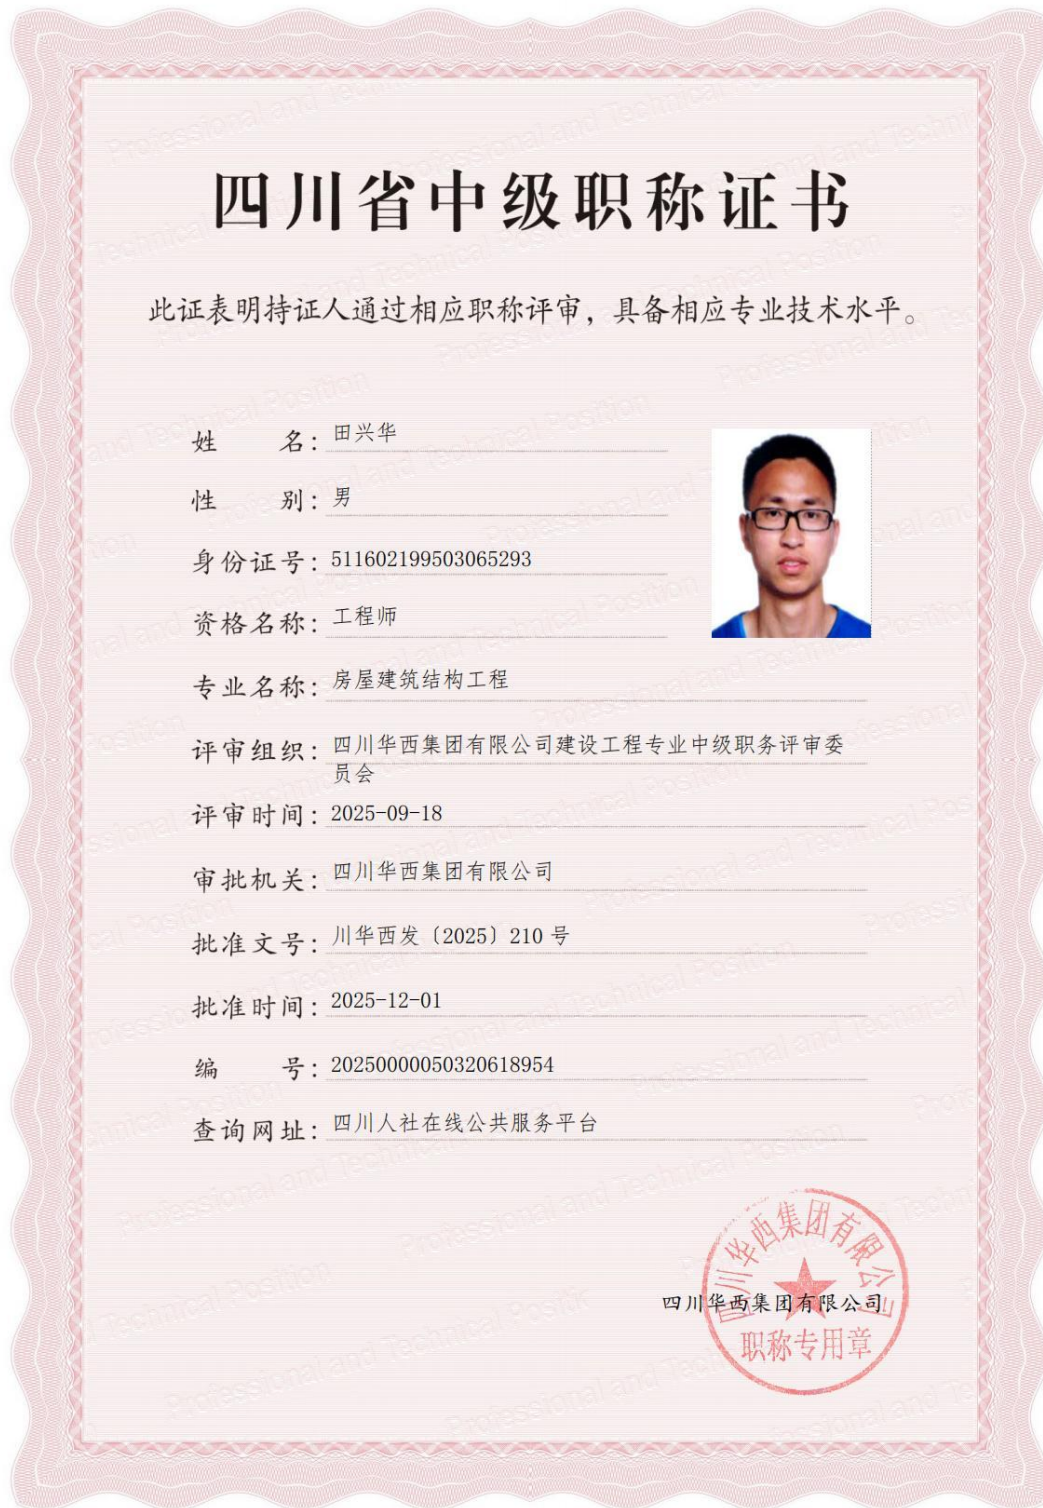 四川省中级职称证书
此证表明持证人通过相应职称评审，具备相应专业技术水平。
姓 名：田兴华
性 别：男
身份证号：511602199503065293
资格名称：工程师
专业名称：房屋建筑结构工程
评审组织：四川华西集团有限公司建设工程专业中级职务评审委
员会
评审时间：2025-09-18
审批机关：四川华西集团有限公司
批准文号：川华西发〔2025〕210 号
批准时间：2025-12-01
编 号：20250000050320618954
查询网址：四川人社在线公共服务平台
四川华西集团有限公司
四川华西集团有限公司
职称专用章
Professional and Technical Position